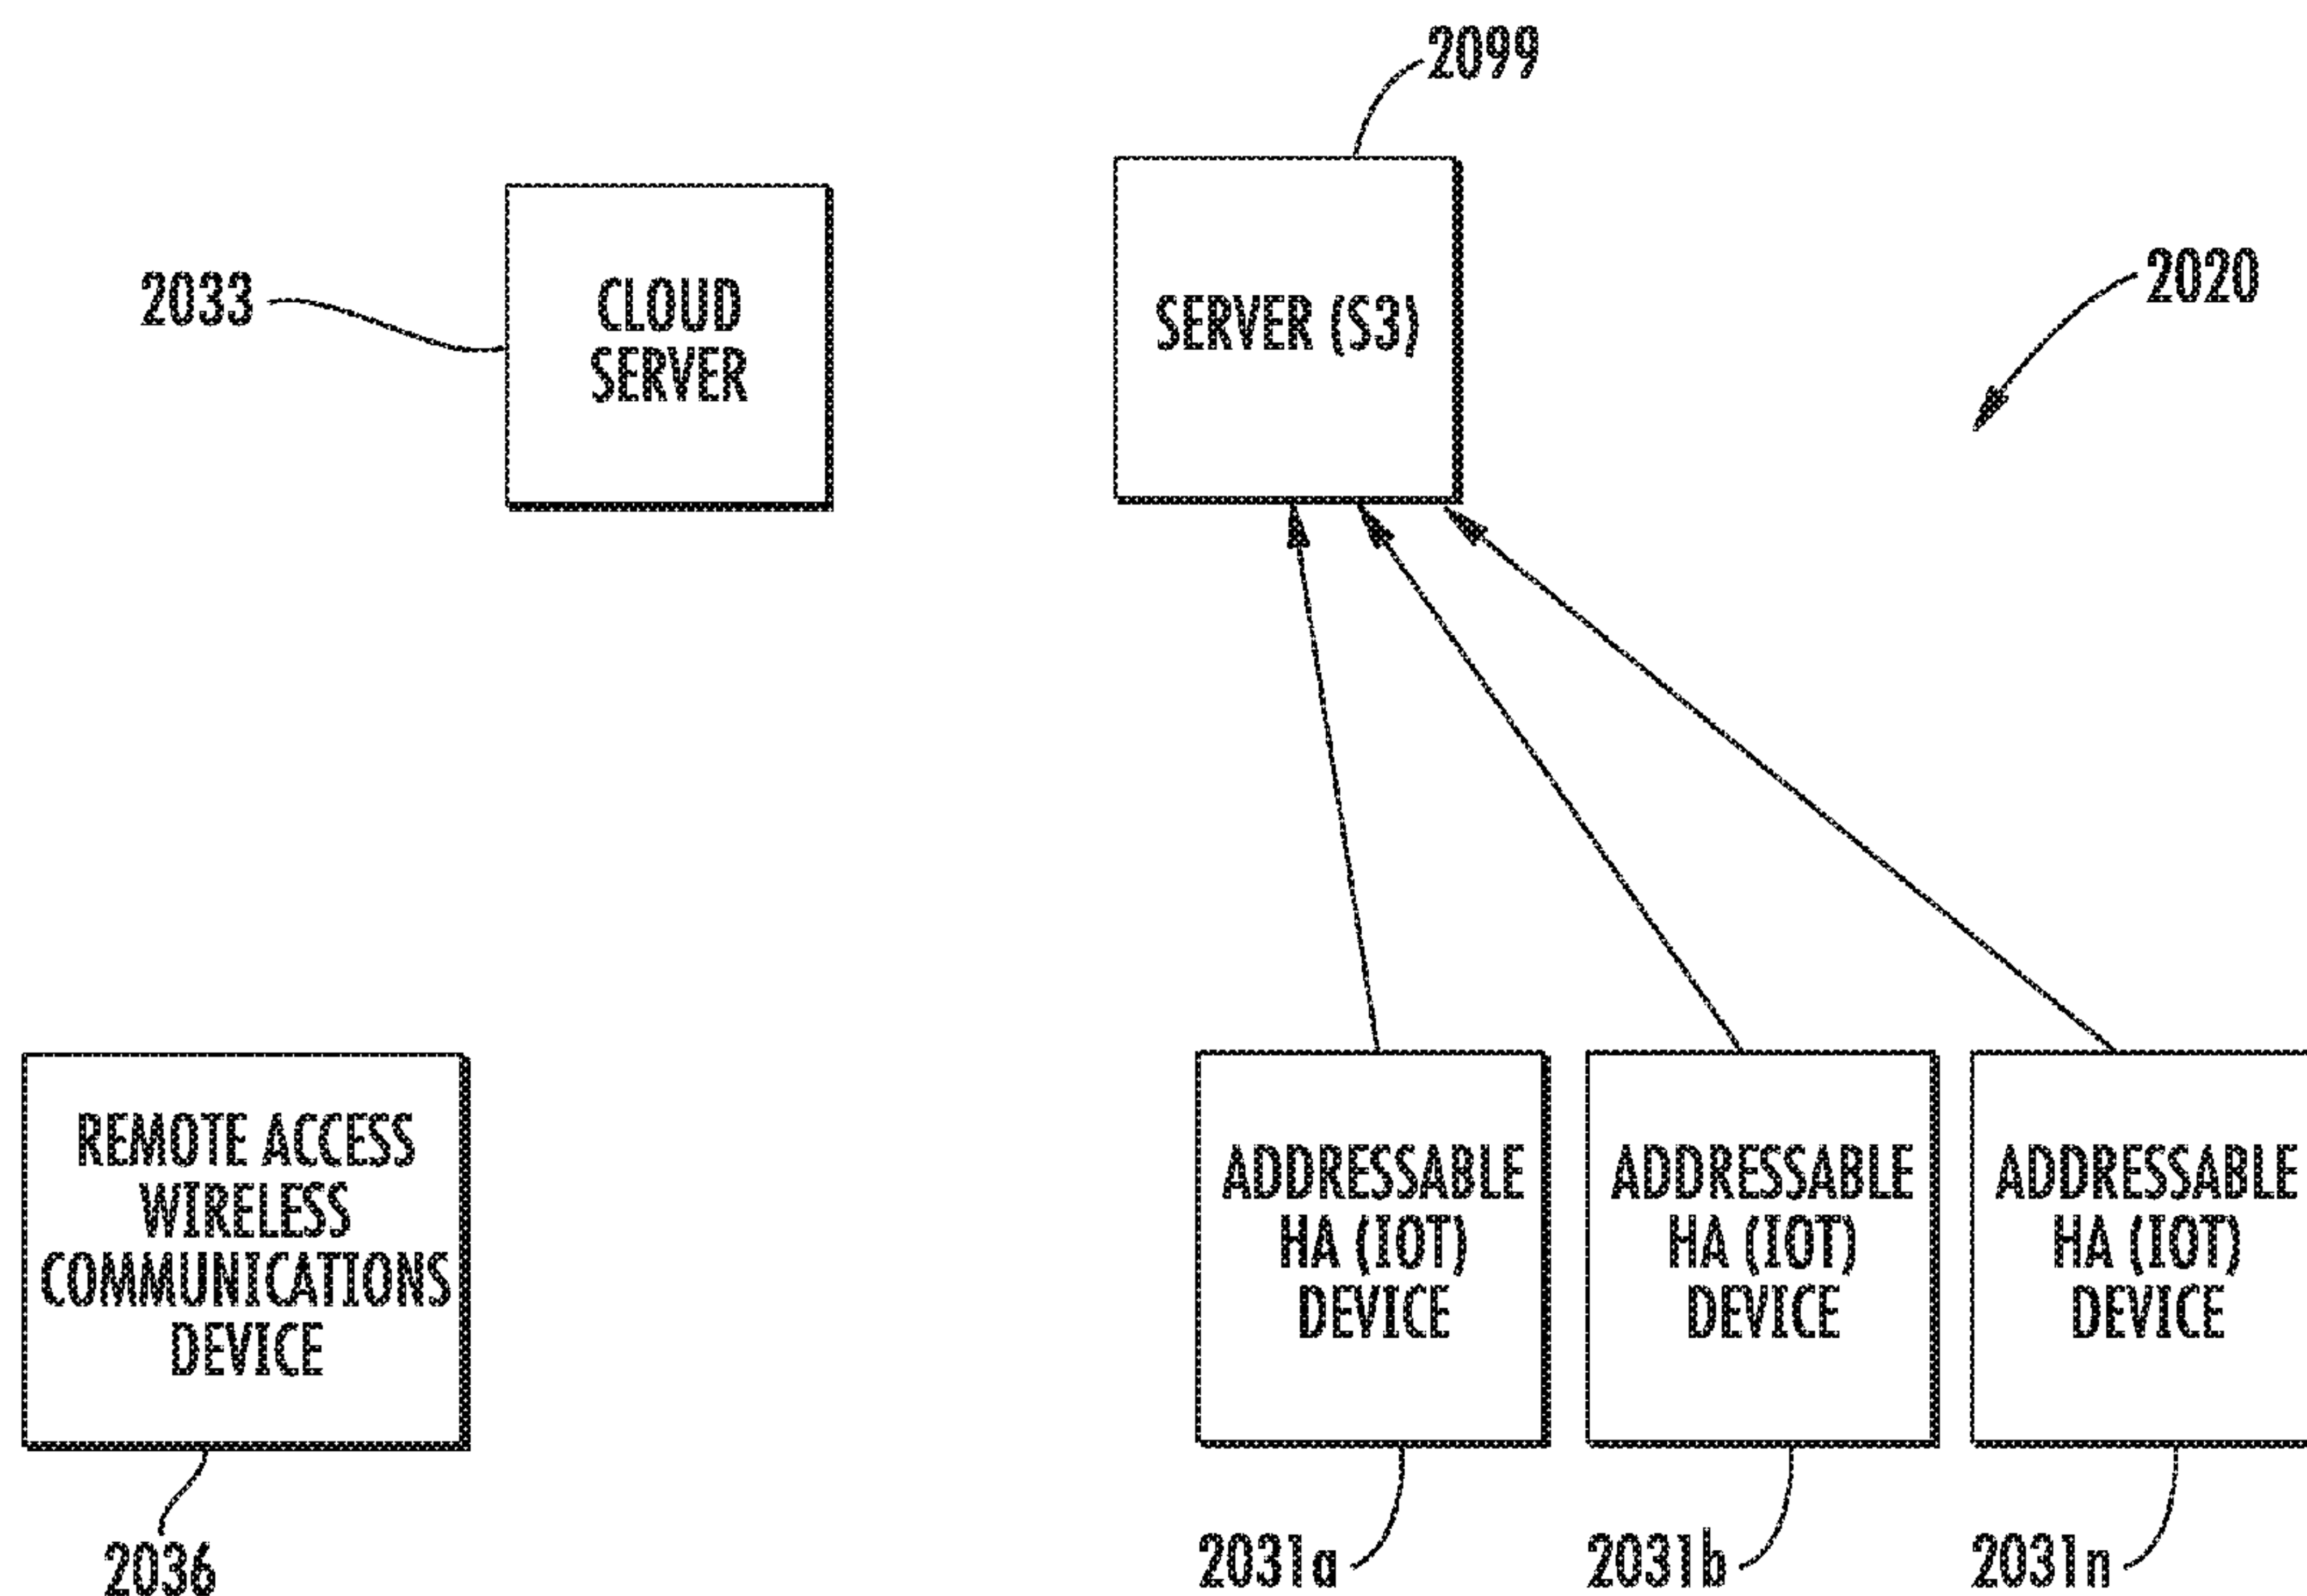 2099
2033
CLOUD
SERVER
SERVER (S3)
2020
REMOTE ACCESS
WIRELESS
COMMUNICATIONS
DEVICE
ADDRESSABLE
HA (IOT)
DEVICE
ADDRESSABLE
HA (IOT)
DEVICE
ADDRESSABLE
HA (IOT)
DEVICE
2036
2031a
2031b
2031n